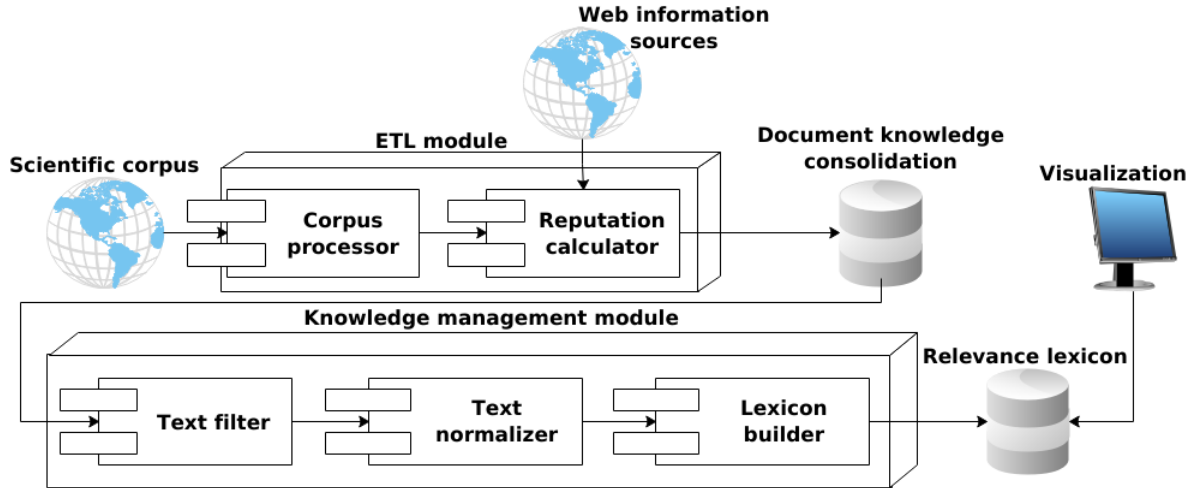 Web information
sources
ETL module
Document knowledge
consolidation
Scientific corpus
Visualization
Corpus
processor
Reputation
calculator
Knowledge management module
Relevance lexicon
Text filter
Text
normalizer
Lexicon
builder